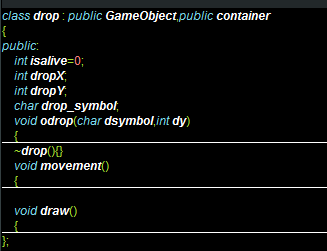 class drop : public GameObject,public container
{
public:
int isalive=0;
int dropX;
int dropY;
char drop_symbol;
void odrop(char dsymbol,int dy)
{
~drop(){}
void movement()
{
void draw()
{
};